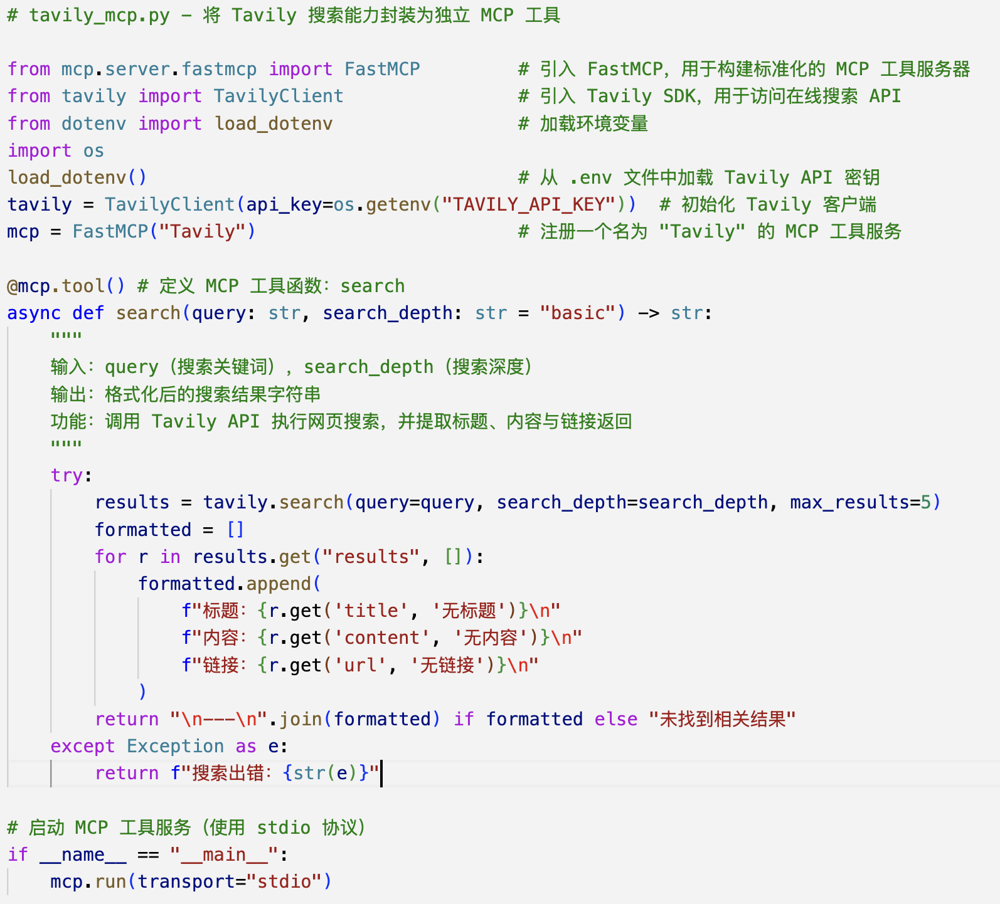 # tavily_mcp.py - 将 Tavily 搜索能力封装为独立 MCP 工具
from mcp.server.fastmcp import FastMCP         # 引入 FastMCP，用于构建标准化的 MCP 工具服务器
from tavily import TavilyClient                # 引入 Tavily SDK，用于访问在线搜索 API
from dotenv import load_dotenv                 # 加载环境变量
import os
load_dotenv()                                  # 从 .env 文件中加载 Tavily API 密钥
tavily = TavilyClient(api_key=os.getenv("TAVILY_API_KEY"))  # 初始化 Tavily 客户端
mcp = FastMCP("Tavily")                        # 注册一个名为 "Tavily" 的 MCP 工具服务
@mcp.tool() # 定义 MCP 工具函数：search
async def search(query: str, search_depth: str = "basic") -> str:
    """
    输入：query（搜索关键词）, search_depth（搜索深度）
    输出：格式化后的搜索结果字符串
    功能：调用 Tavily API 执行网页搜索，并提取标题、内容与链接返回
    """
    try:
        results = tavily.search(query=query, search_depth=search_depth, max_results=5)
        formatted = []
        for r in results.get("results", []):
            formatted.append(
                f"标题：{r.get('title', '无标题')}\n"
                f"内容：{r.get('content', '无内容')}\n"
                f"链接：{r.get('url', '无链接')}\n"
            )
        return "\n---\n".join(formatted) if formatted else "未找到相关结果"
    except Exception as e:
        return f"搜索出错：{str(e)}"
# 启动 MCP 工具服务（使用 stdio 协议）
if __name__ == "__main__":
    mcp.run(transport="stdio")